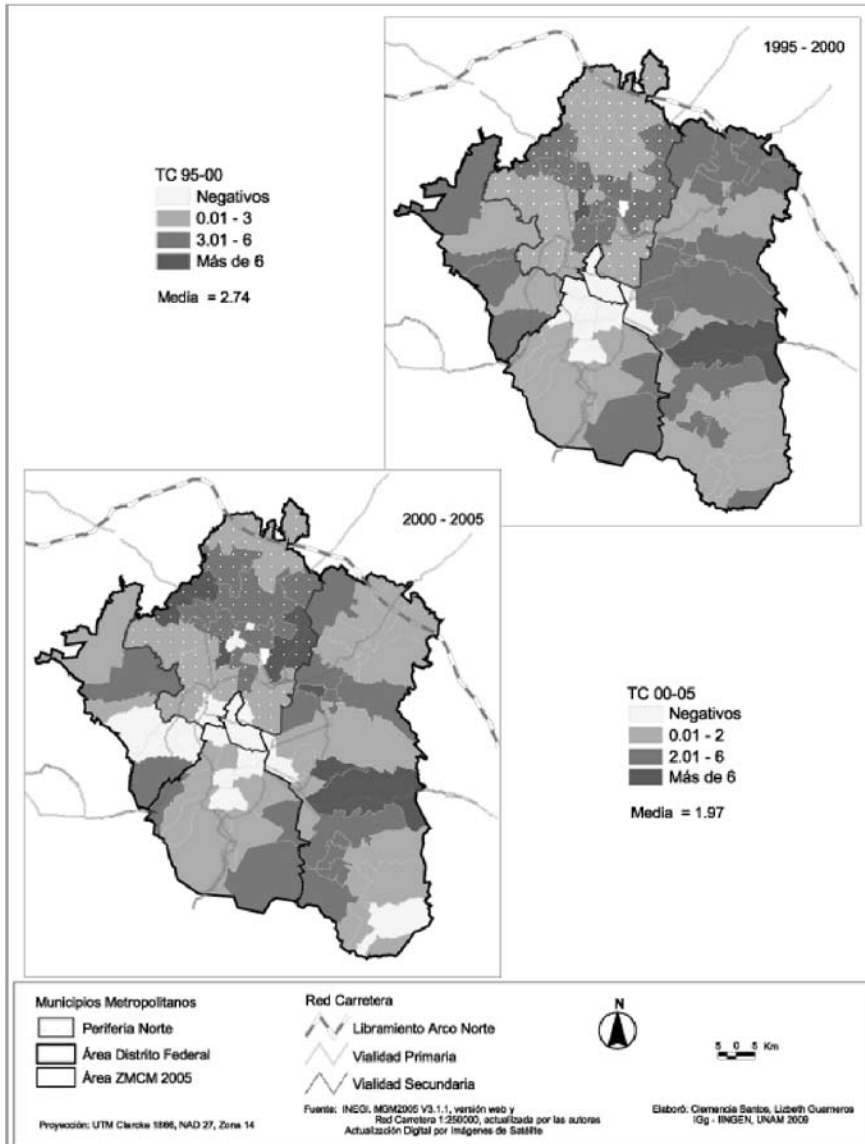 1995 - 2000
TC 95-00
Negativos
0.01 - 3
3.01 - 6
Más de 6
Media = 2.74
2000 - 2005
TC 00-05
Negativos
0.01 - 2
2.01 - 6
Más de 6
Media = 1.97
Municipios Metropolitanos
Periferia Norte
Área Distrito Federal
Área ZMCM 2005
Proyección: UTM Clarcke 1866, NAD 27, Zona 14
Red Carretera
Libramiento Arco Norte
Vialidad Primaria
Vialidad Secundaria
Fuente: INEGI, MGM2005 V3.1.1, versión web y
Red Carretera 1:250000, actualizada por las autoras
Actualización Digital por Imágenes de Satélite
N
5 0 5 Km
Elaboró: Clemencia Santos, Lizbeth Guarneros
IGg - IINGEN, UNAM 2009